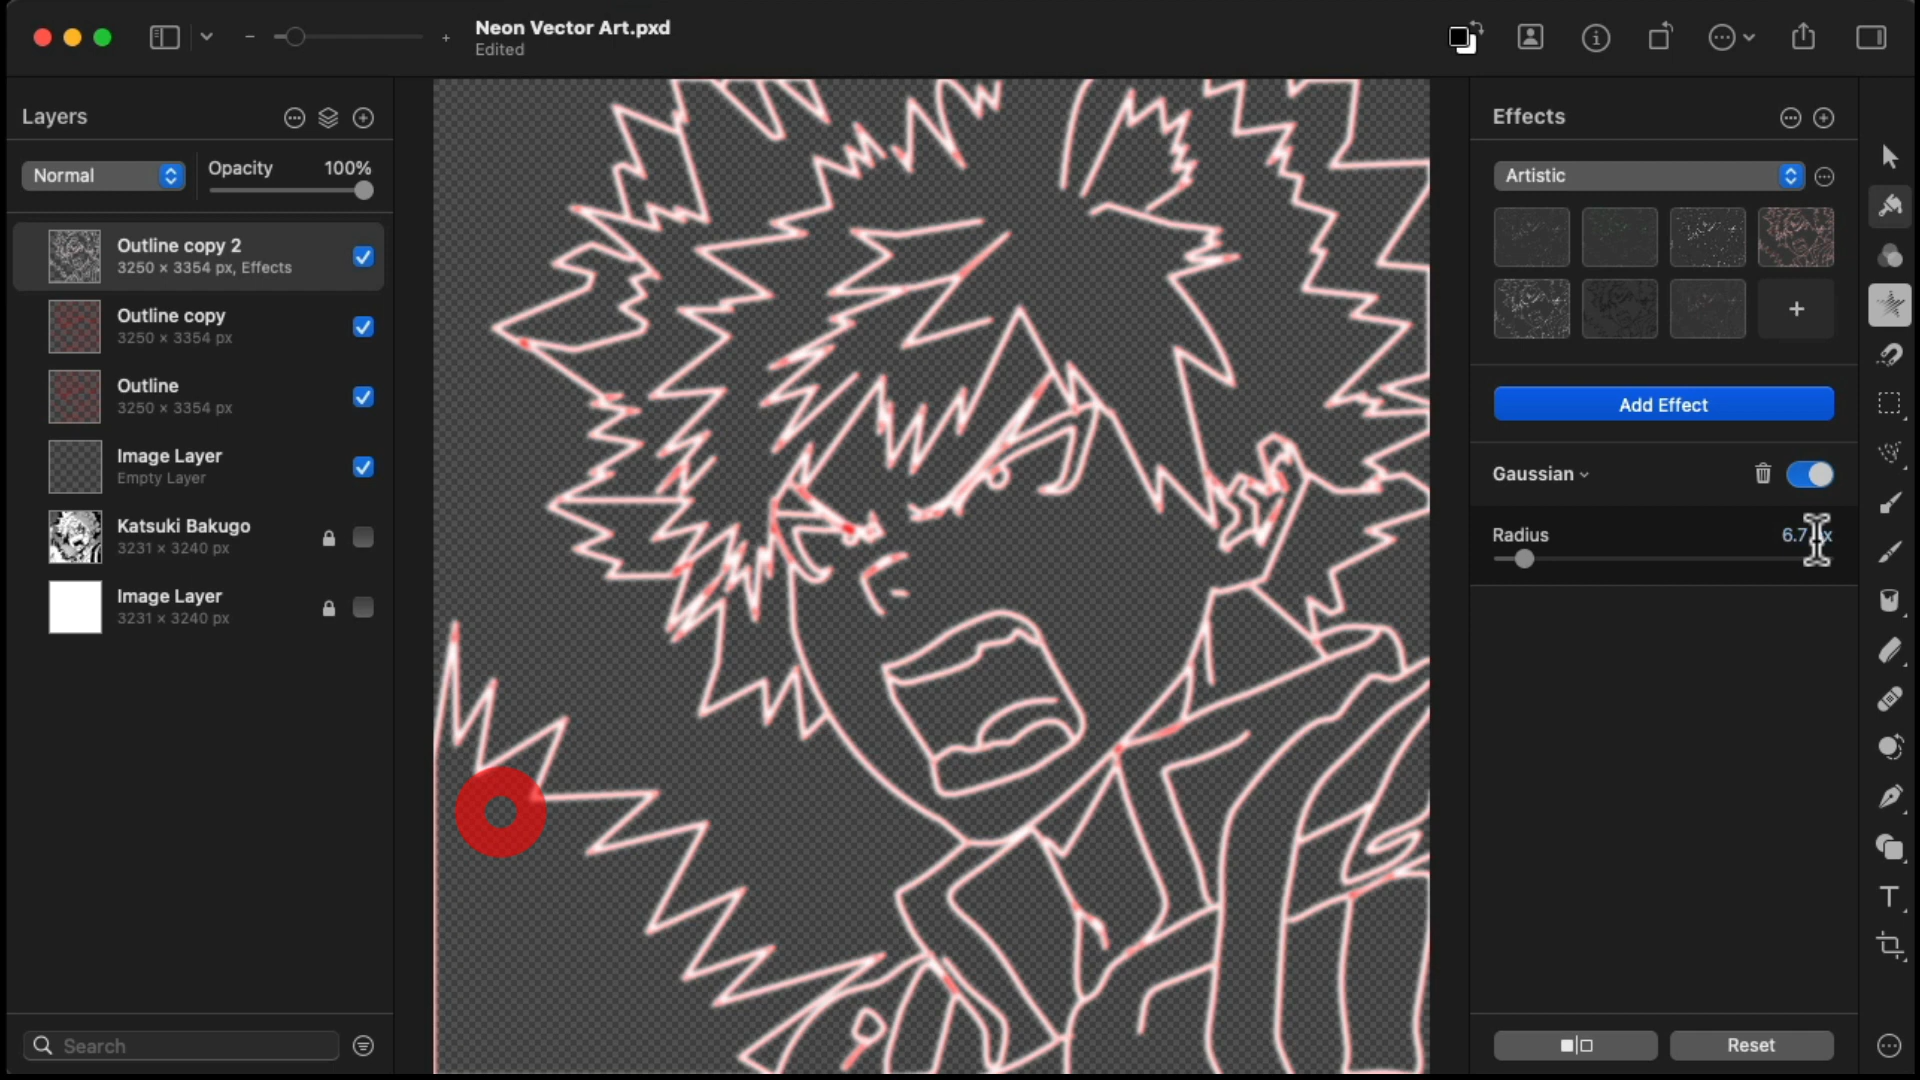 Neon Vector Art.pxd
Edited
Layers
Normal
Opacity 100%
Outline copy 2
3250 × 3354 px, Effects
Outline copy
3250 × 3354 px
Outline
3250 × 3354 px
Image Layer
Empty Layer
Katsuki Bakugo
3231 × 3240 px
Image Layer
3231 × 3240 px
Search
Effects
Artistic
Add Effect
Gaussian
Radius
Reset